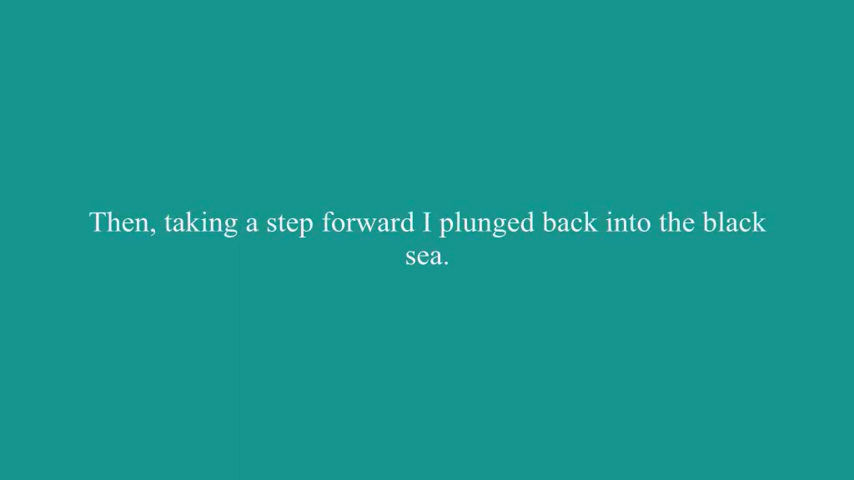 Then, taking a step forward I plunged back into the black
sea.